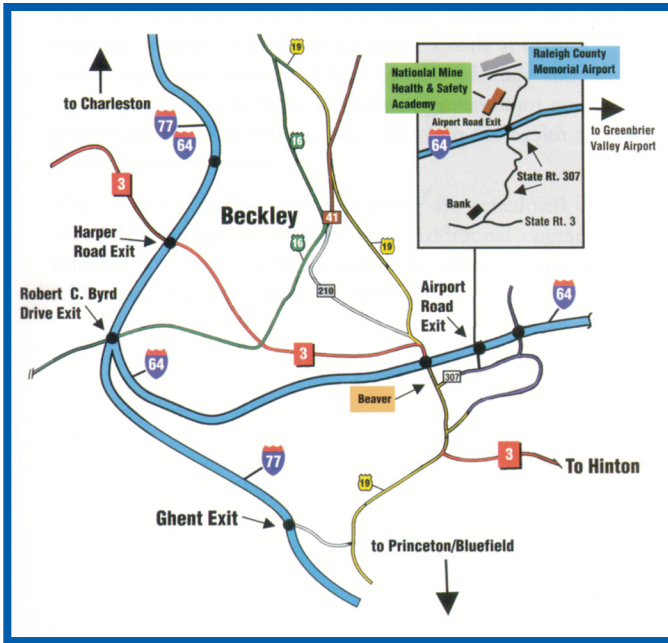 19
Raleigh County
Memorial Airport
Nationlal Mine
Health & Safety
Academy
to Charleston
77
64
16
Airport Road Exit
64
to Greenbrier
Valley Airport
3
State Rt. 307
Bank
Beckley
41
State Rt. 3
Harper
Road Exit
16
19
Robert C. Byrd
Drive Exit
210
Airport
Road
Exit
64
64
3
307
Beaver
77
3
To Hinton
19
Ghent Exit
to Princeton/Bluefield